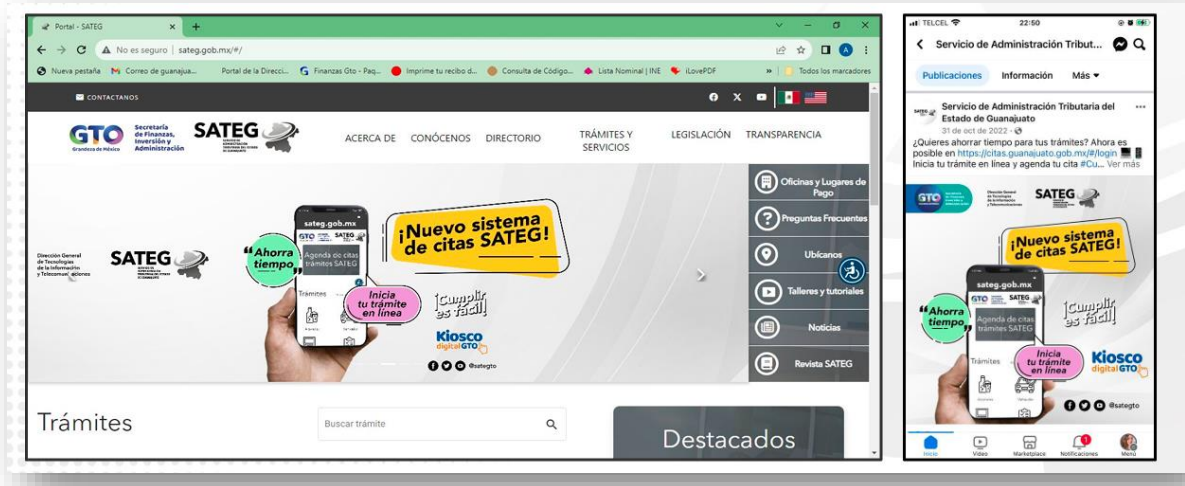 Portal - SATEG
No es seguro | sateg.gob.mx/#/
Nueva pestaña
Correo de guanajua...
Portal de la Direcci...
Finanzas Gto - Paq...
Imprime tu recibo d...
Consulta de Código...
Lista Nominal | INE
iLovePDF
»
Todos los marcadores
CONTACTANOS
GTO
Grandeza de México
Secretaría
de Finanzas,
Inversión y
Administración
SATEG
ACERCA DE
CONÓCENOS
DIRECTORIO
TRÁMITES Y
SERVICIOS
LEGISLACIÓN
TRANSPARENCIA
Dirección General
de Tecnologías
de la Información
SATEG
sateg.gob.mx
GTO SATEG
Agenda de citas
trámites SATEG
Trámites
“Ahorra
tiempo
Inicia
tu trámite
en línea
¡Nuevo sistema
de citas SATEG!
¡Cumplir
es fácil!
Kiosco
digital GTO
@sategto
Oficinas y Lugares de
Pago
Preguntas Frecuentes
Ubícanos
Talleres y tutoriales
Noticias
Revista SATEG
Trámites
Buscar trámite
Destacados
TELCEL
22:50
Servicio de Administración Tribut...
Publicaciones
Información
Más
Servicio de Administración Tributaria del
Estado de Guanajuato
31 de oct de 2022
¿Quieres ahorrar tiempo para tus trámites? Ahora es
posible en https://citas.guanajuato.gob.mx/#/login
Inicia tu trámite en línea y agenda tu cita #Cu... Ver más
GTO
SATEG
¡Nuevo sistema
de citas SATEG!
sateg.gob.mx
GTO SATEG
Agenda de citas
trámites SATEG
Trámites
“Ahorra
tiempo
Inicia
tu trámite
en línea
¡Cumplir
es fácil!
Kiosco
digital GTO
@sategto
Inicio
Video
Marketplace
Notificaciones
Menú